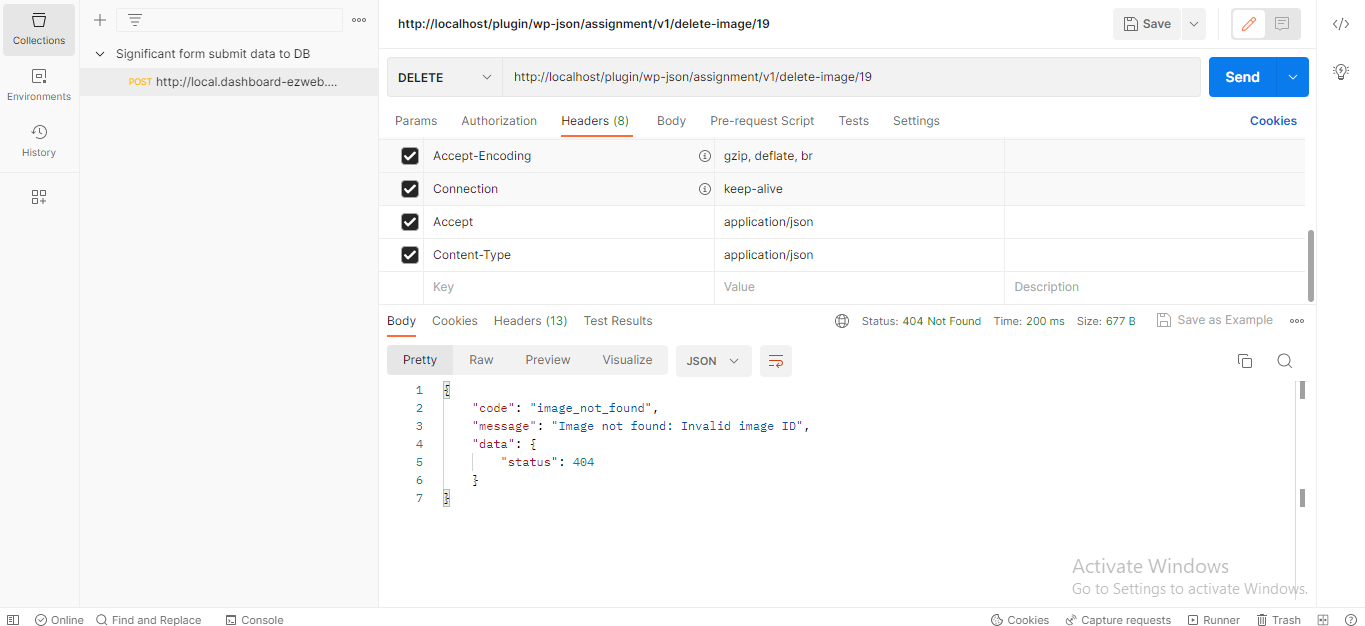 Collections
Environments
History
Significant form submit data to DB
POST http://local.dashboard-ezweb....
http://localhost/plugin/wp-json/assignment/v1/delete-image/19
Save
DELETE
http://localhost/plugin/wp-json/assignment/v1/delete-image/19
Send
Params Authorization Headers (8) Body Pre-request Script Tests Settings Cookies
Accept-Encoding gzip, deflate, br
Connection keep-alive
Accept application/json
Content-Type application/json
Key Value Description
Body Cookies Headers (13) Test Results Status: 404 Not Found Time: 200 ms Size: 677 B Save as Example
Pretty Raw Preview Visualize JSON
1 {
2 "code": "image_not_found",
3 "message": "Image not found: Invalid image ID",
4 "data": {
5 "status": 404
6 }
7 }
Activate Windows
Go to Settings to activate Windows.
Online Find and Replace Console Cookies Capture requests Runner Trash